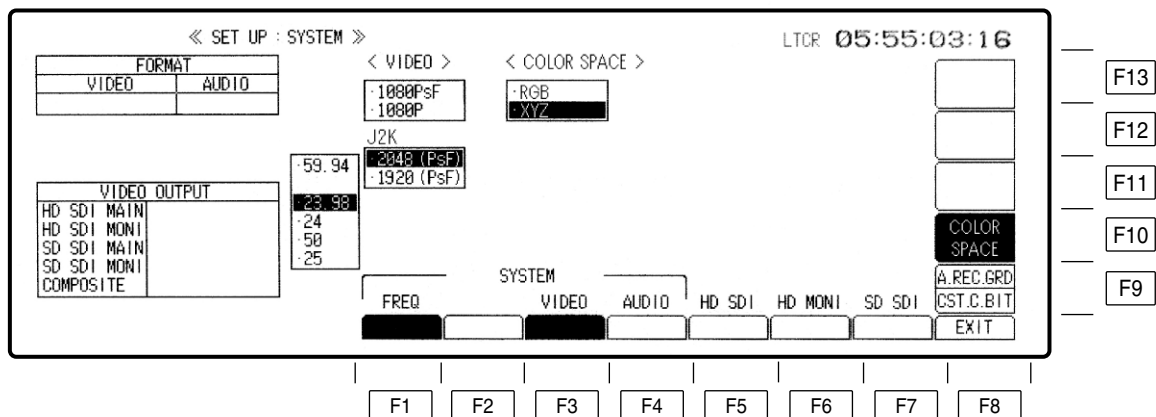 ≪ SET UP : SYSTEM ≫
LTCR 05:55:03:16
FORMAT
VIDEO AUDIO
< VIDEO >
·1080PsF
·1080P
J2K
·2048 (PsF)
·1920 (PsF)
< COLOR SPACE >
·RGB
·XYZ
·59.94
·23.98
·24
·50
·25
VIDEO OUTPUT
HD SDI MAIN
HD SDI MONI
SD SDI MAIN
SD SDI MONI
COMPOSITE
SYSTEM
FREQ VIDEO AUDIO HD SDI HD MONI SD SDI
COLOR
SPACE
A.REC.GRD
CST.C.BIT
EXIT
F13
F12
F11
F10
F9
F1 F2 F3 F4 F5 F6 F7 F8